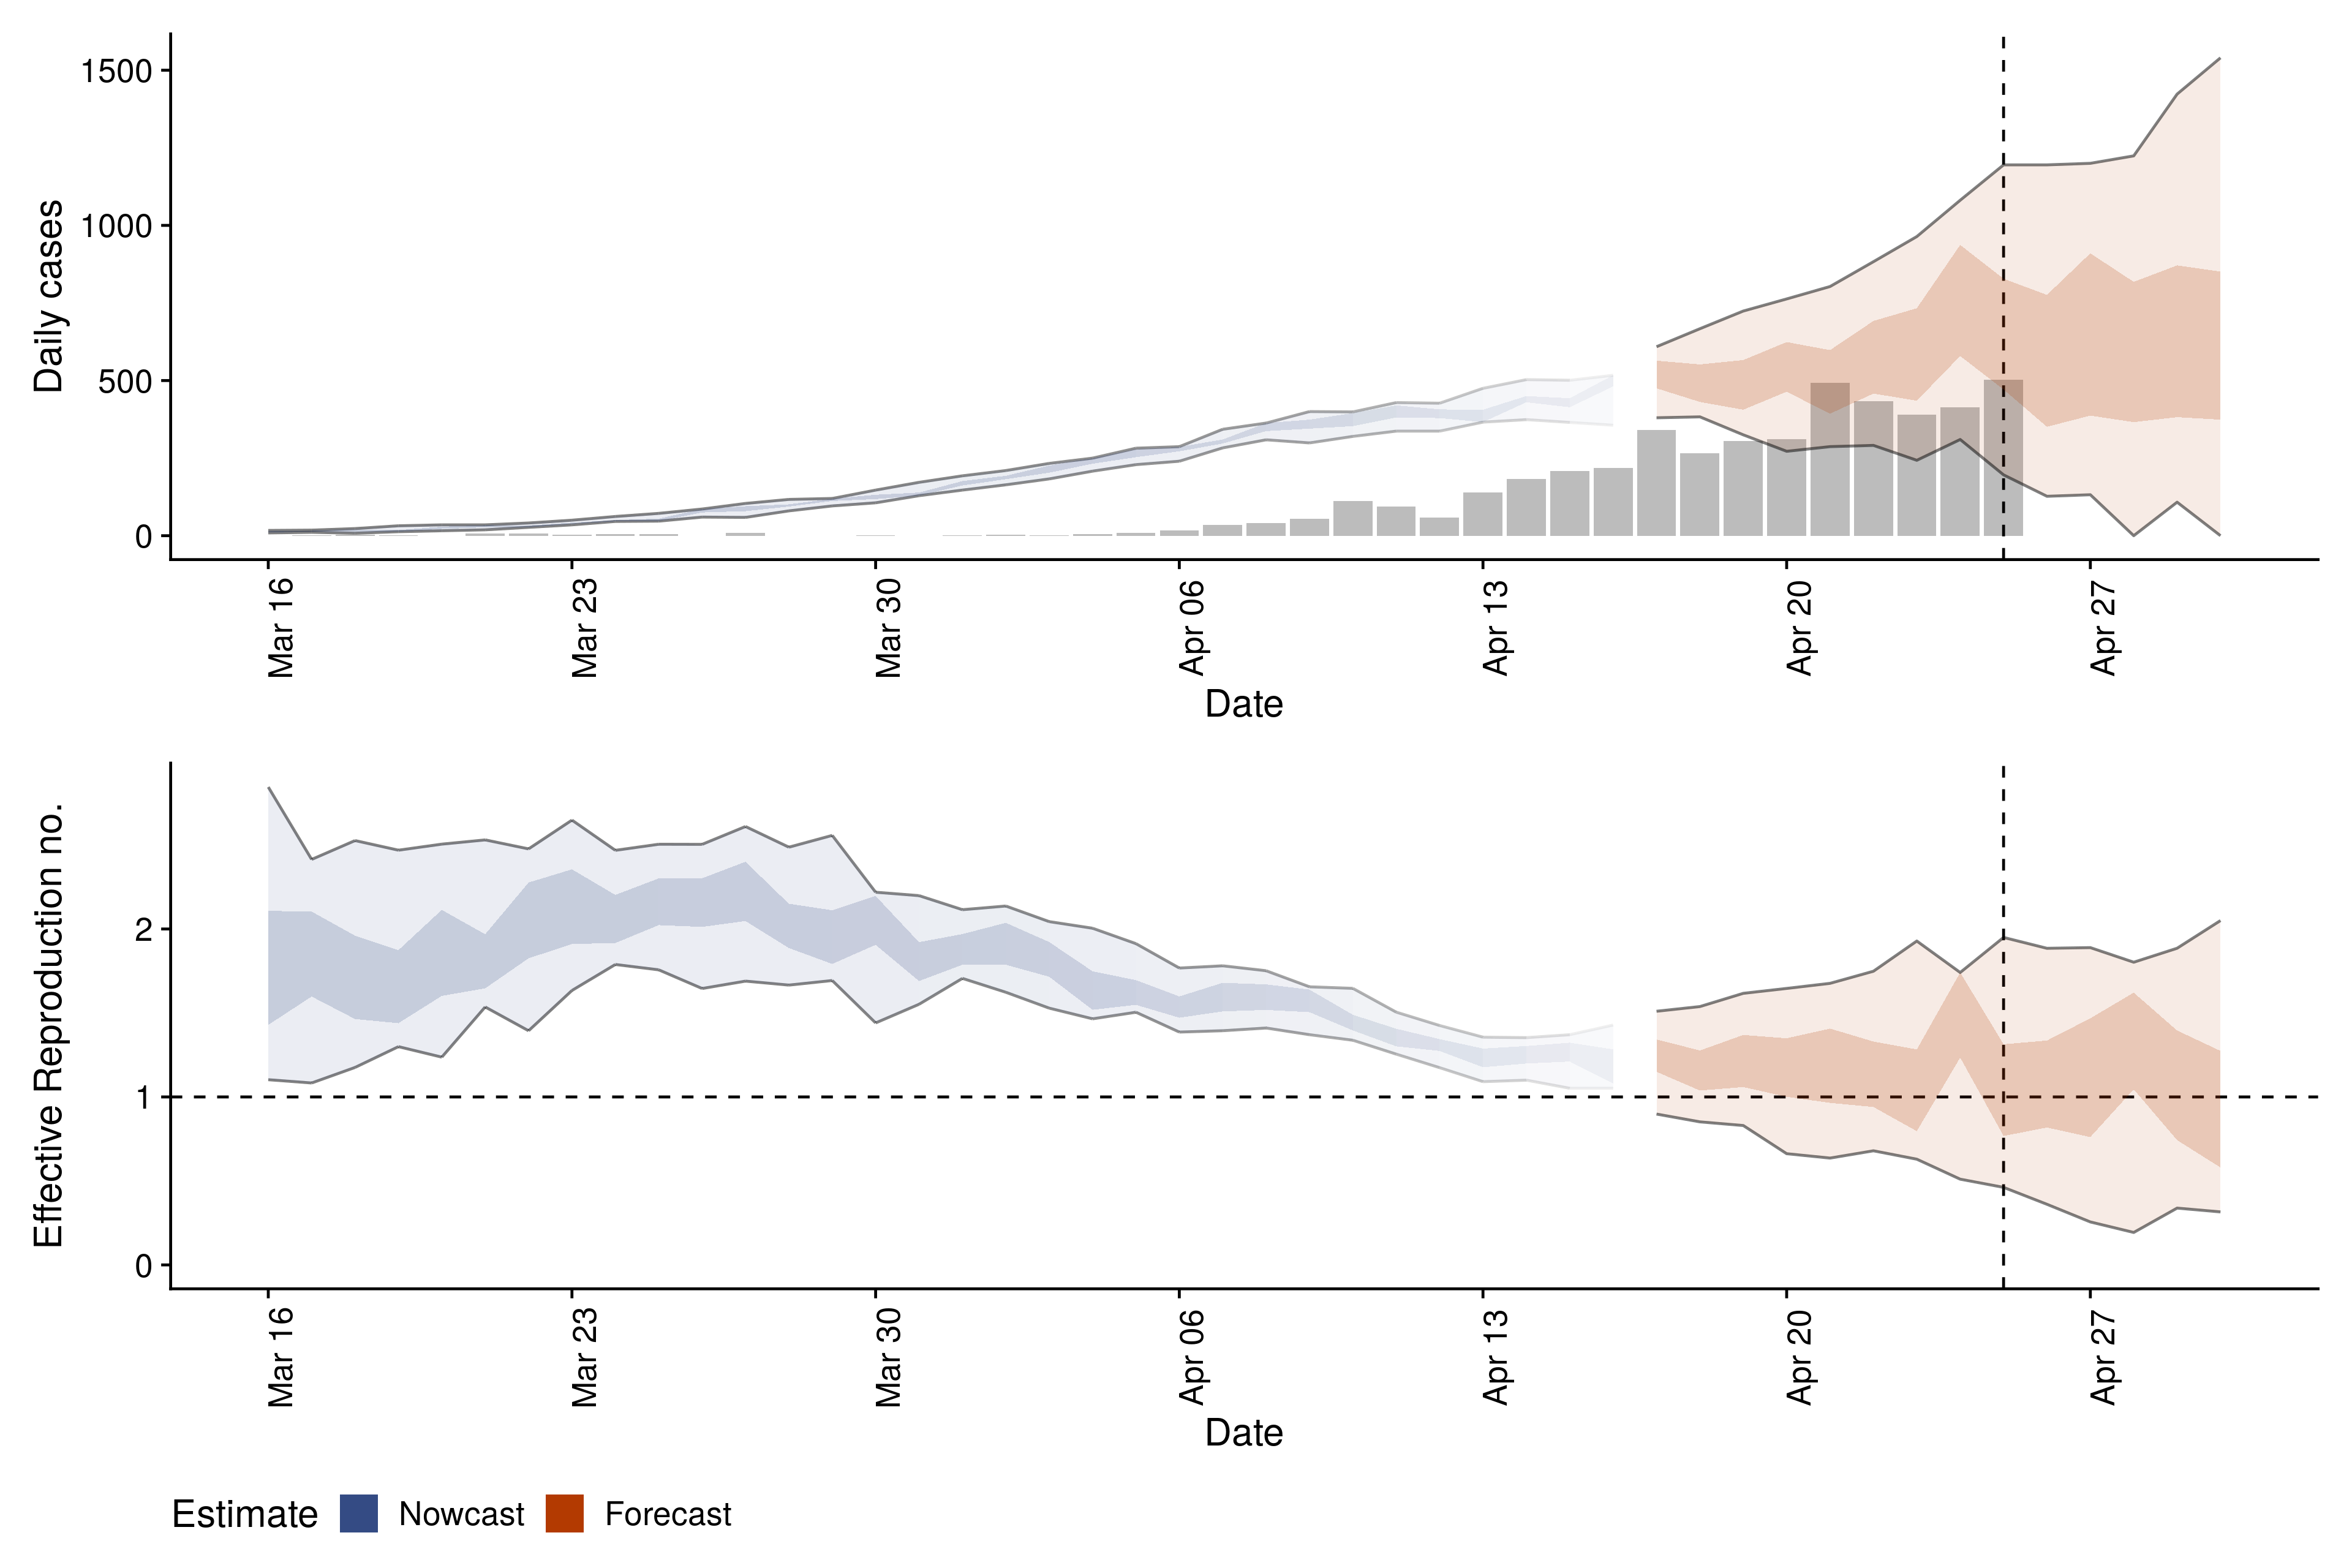 Daily cases
1500
1000
500
0
Mar 16
Mar 23
Mar 30
Apr 06
Apr 13
Apr 20
Apr 27
Date
Effective Reproduction no.
2
1
0
Mar 16
Mar 23
Mar 30
Apr 06
Apr 13
Apr 20
Apr 27
Date
Estimate Nowcast Forecast